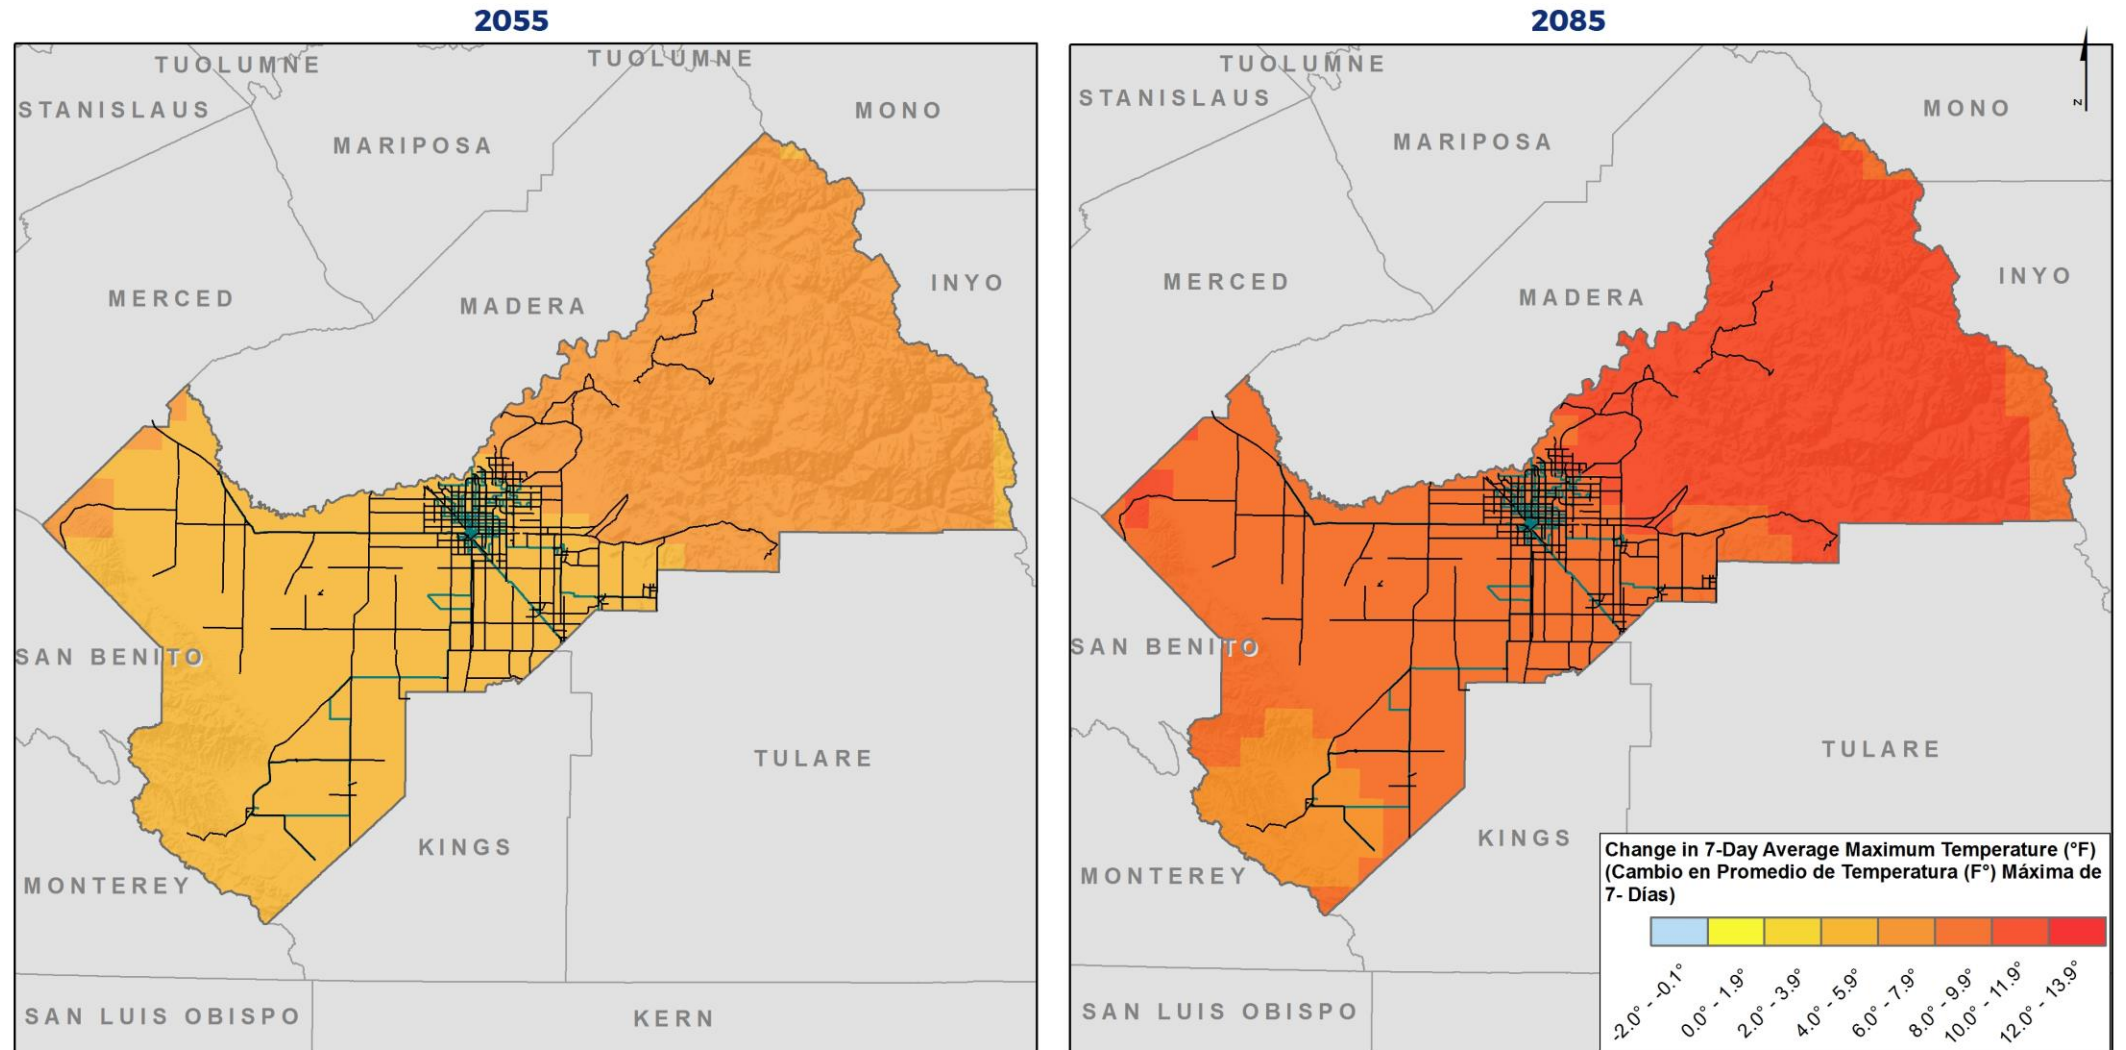 2055
2085
TUOLUMNE
TUOLUMNE
STANISLAUS
MONO
MARIPOSA
MERCED
MADERA
INYO
SAN BENITO
TULARE
KINGS
MONTEREY
SAN LUIS OBISPO
KERN
TUOLUMNE
STANISLAUS
MONO
N
MARIPOSA
MERCED
MADERA
INYO
SAN BENITO
TULARE
KINGS
MONTEREY
SAN LUIS OBISPO
Change in 7-Day Average Maximum Temperature (°F)
(Cambio en Promedio de Temperatura (F°) Máxima de
7- Días)
-2.0° - -0.1°
0.0° - 1.9°
2.0° - 3.9°
4.0° - 5.9°
6.0° - 7.9°
8.0° - 9.9°
10.0° - 11.9°
12.0° - 13.9°